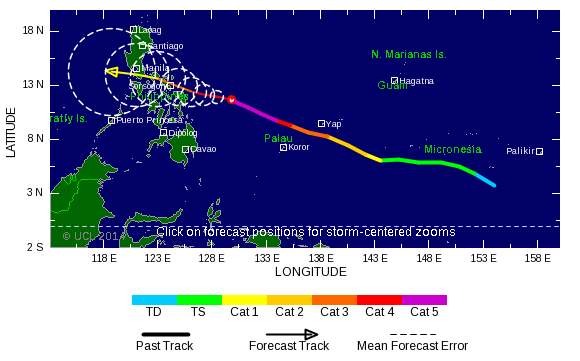 18 N
Laoag
Santiago
N. Marianas Is.
Manila
13 N
Sorsogon
Hagatna
Guam
Philippines
Puerto Princesa
ratly Is.
Yap
Dipolog
8 N
Palau
Koror
Davao
Micronesia
Palikir
3 N
© UCL 2014
Click on forecast positions for storm-centered zooms
2 S
118 E 123 E 128 E 133 E 138 E 143 E 148 E 153 E 158 E
LATITUDE
LONGITUDE
TD TS Cat 1 Cat 2 Cat 3 Cat 4 Cat 5
Past Track Forecast Track Mean Forecast Error